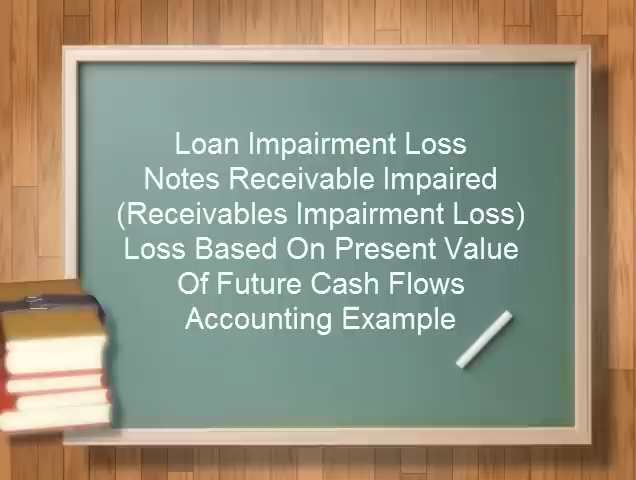 Loan Impairment Loss
Notes Receivable Impaired
(Receivables Impairment Loss)
Loss Based On Present Value
Of Future Cash Flows
Accounting Example